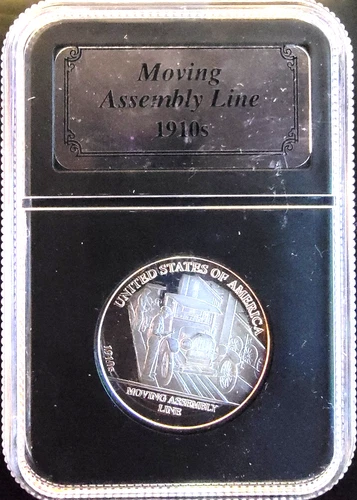 Moving
Assembly Line
1910s
UNITED STATES OF AMERICA
1910s
MOVING ASSEMBLY
LINE